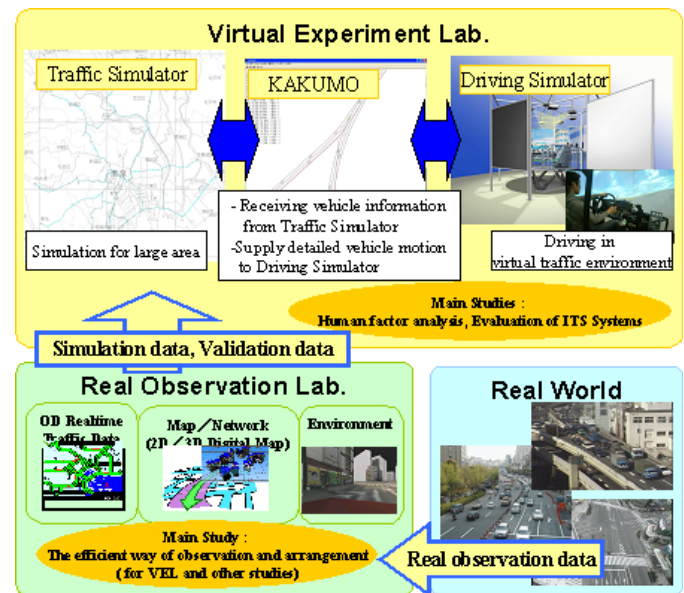 Virtual Experiment Lab.
Traffic Simulator
KAKUMO
Driving Simulator
- Receiving vehicle information
from Traffic Simulator
-Supply detailed vehicle motion
to Driving Simulator
Simulation for large area
Driving in
virtual traffic environment
Main Studies :
Human factor analysis, Evaluation of ITS Systems
Simulation data, Validation data
Real Observation Lab.
Real World
OD Realtime
Traffic Data
Map／Network
(2D／3D Digital Map)
Environment
Main Study :
The efficient way of observation and arrangement
(for VEL and other studies)
Real observation data